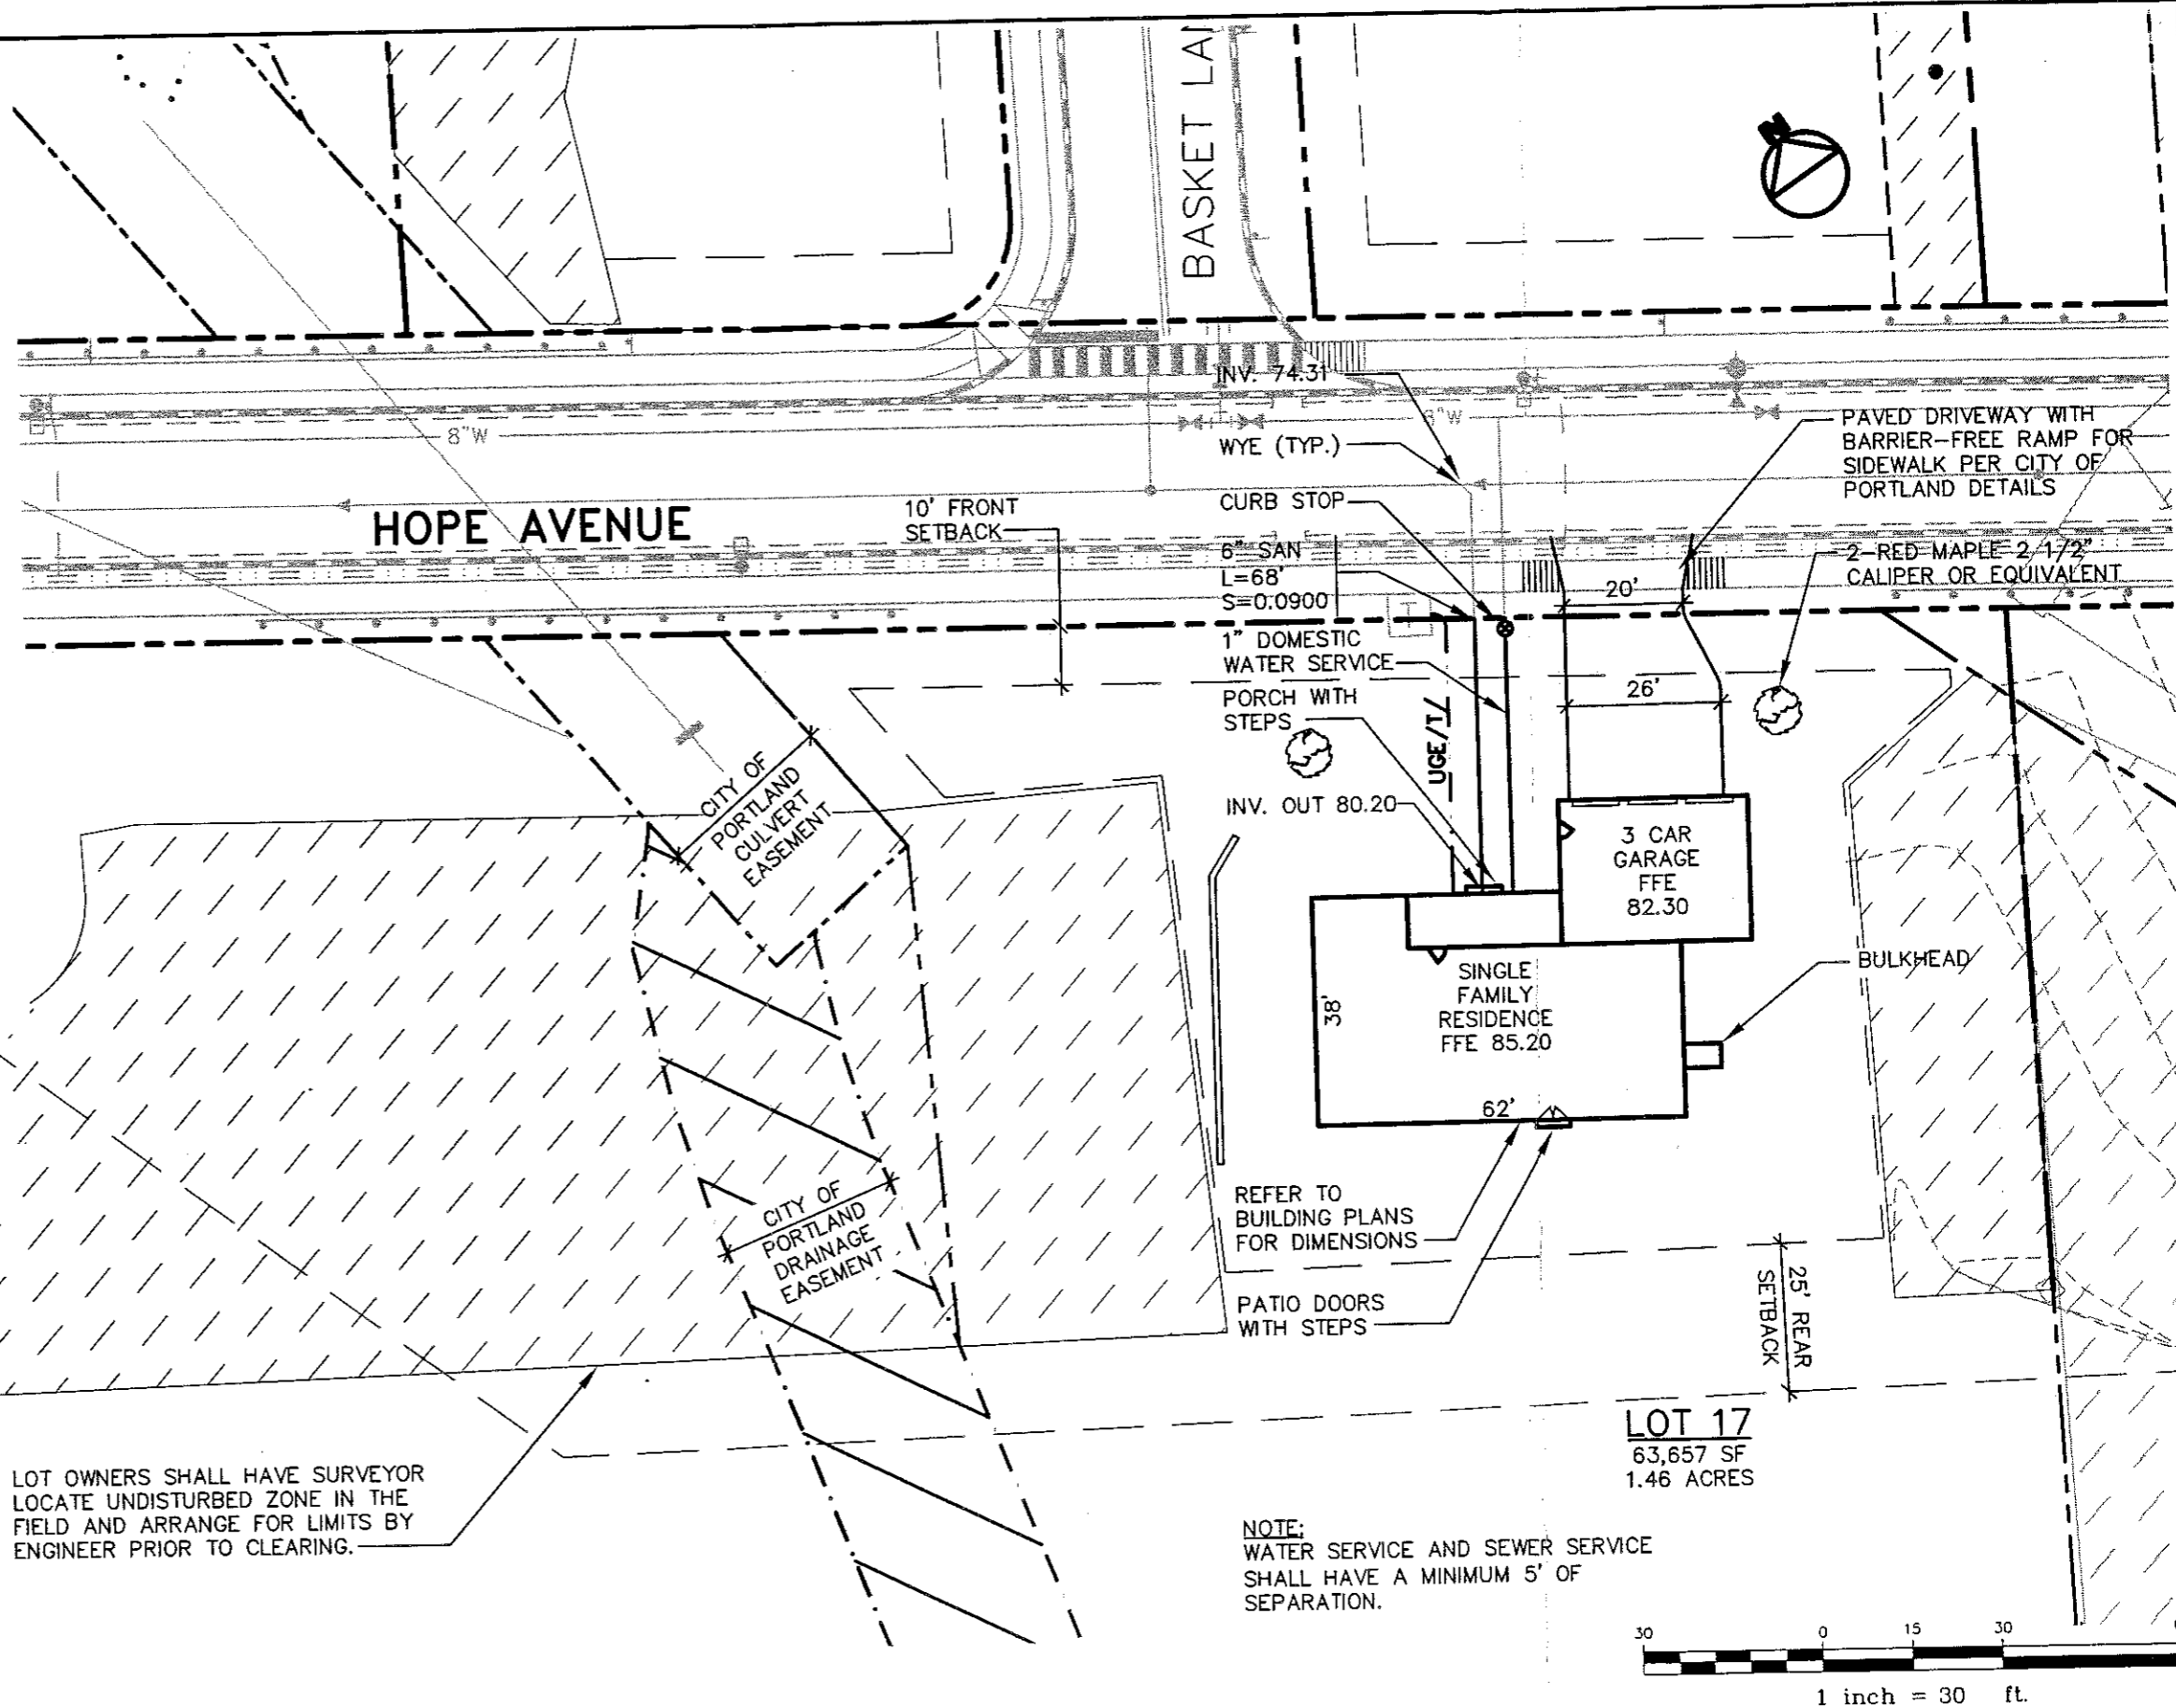 BASKET LAN
INV. 74.31
8"W
8"W
WYE (TYP.)
PAVED DRIVEWAY WITH
BARRIER-FREE RAMP FOR
SIDEWALK PER CITY OF
PORTLAND DETAILS
HOPE AVENUE
10' FRONT
SETBACK
CURB STOP
6" SAN
L=68'
S=0.0900
T
20'
2-RED MAPLE 2 1/2"
CALIPER OR EQUIVALENT
1" DOMESTIC
WATER SERVICE
PORCH WITH
STEPS
UGE/T/
26'
INV. OUT 80.20
CITY OF
PORTLAND
CULVERT
EASEMENT
3 CAR
GARAGE
FFE
82.30
BULKHEAD
SINGLE
FAMILY
RESIDENCE
FFE 85.20
38'
62'
CITY OF
PORTLAND
DRAINAGE
EASEMENT
REFER TO
BUILDING PLANS
FOR DIMENSIONS
PATIO DOORS
WITH STEPS
25' REAR
SETBACK
LOT 17
63,657 SF
1.46 ACRES
LOT OWNERS SHALL HAVE SURVEYOR
LOCATE UNDISTURBED ZONE IN THE
FIELD AND ARRANGE FOR LIMITS BY
ENGINEER PRIOR TO CLEARING.
NOTE:
WATER SERVICE AND SEWER SERVICE
SHALL HAVE A MINIMUM 5' OF
SEPARATION.
30 0 15 30
1 inch = 30 ft.